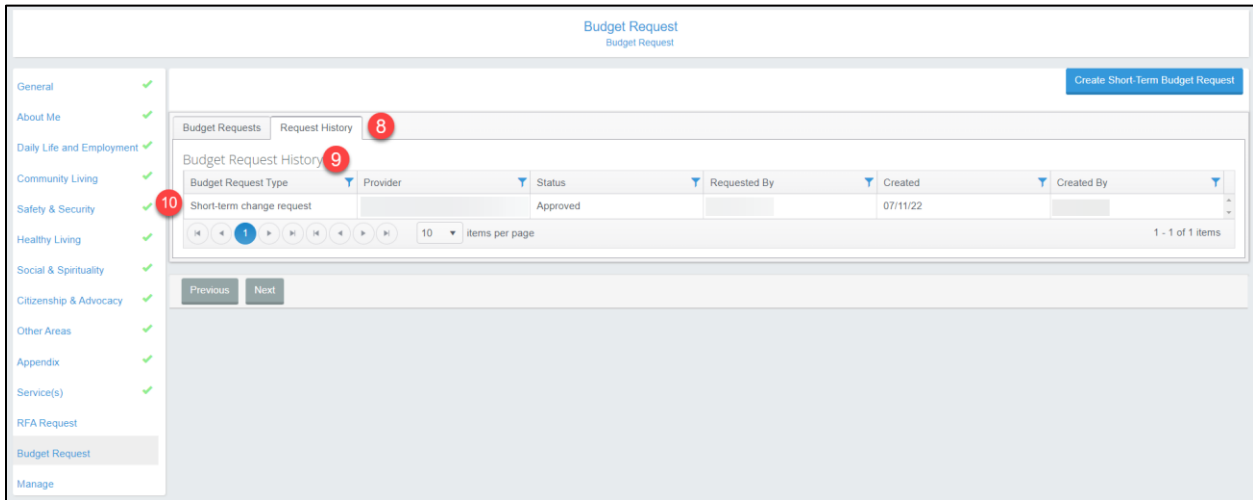 Budget Request
Budget Request
Create Short-Term Budget Request
General
About Me
Daily Life and Employment
Community Living
Safety & Security
Healthy Living
Social & Spirituality
Citizenship & Advocacy
Other Areas
Appendix
Service(s)
RFA Request
Budget Request
Manage
Budget Requests Request History 8
Budget Request History 9
Budget Request Type Provider Status Requested By Created Created By
10 Short-term change request Approved 07/11/22
1 10 items per page 1 - 1 of 1 items
Previous Next